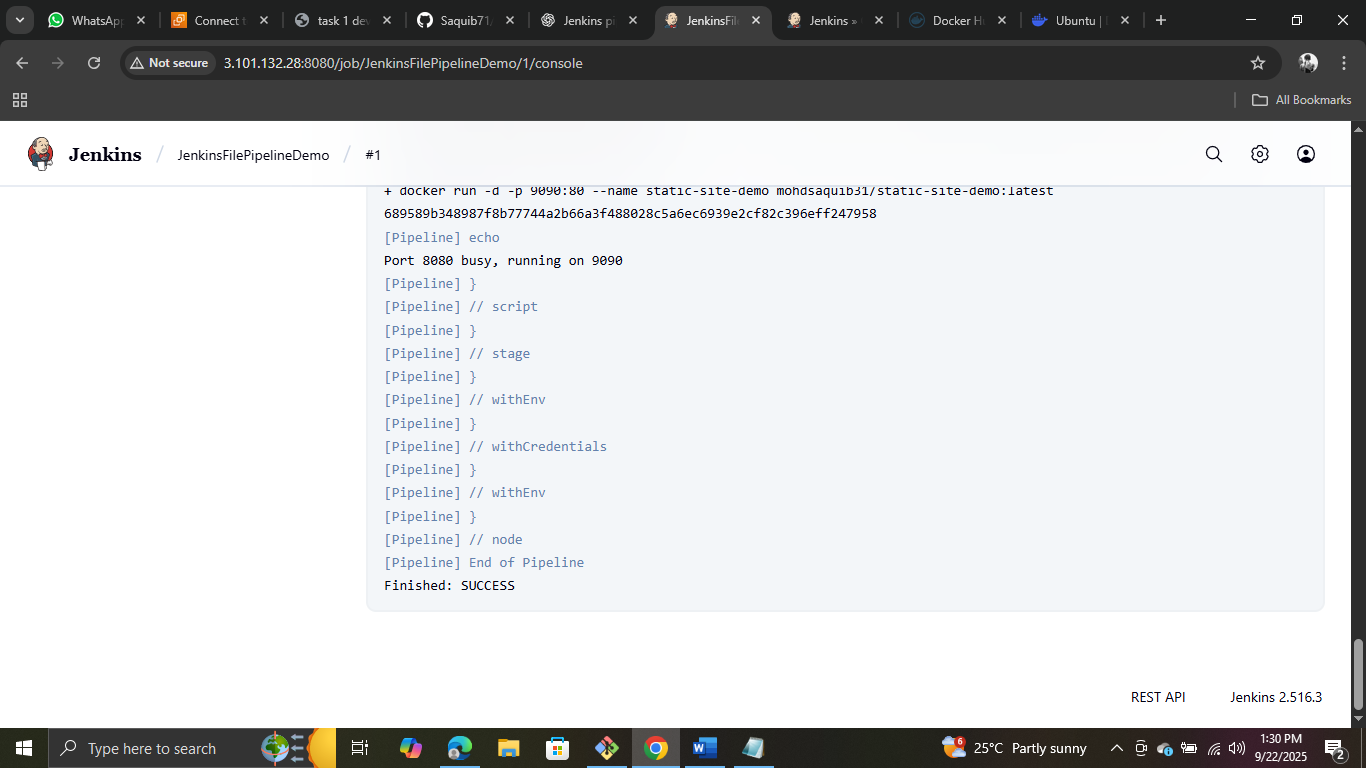 WhatsApp
Connect t
task 1 dev
Saquib71/
Jenkins pi
JenkinsFil
Jenkins »
Docker H
Ubuntu |
Not secure
3.101.132.28:8080/job/JenkinsFilePipelineDemo/1/console
All Bookmarks
Jenkins / JenkinsFilePipelineDemo / #1
+ docker run -d -p 9090:80 --name static-site-demo mohdsaquib31/static-site-demo:latest
689589b348987f8b77744a2b66a3f488028c5a6ec6939e2cf82c396eff247958
[Pipeline] echo
Port 8080 busy, running on 9090
[Pipeline] }
[Pipeline] // script
[Pipeline] }
[Pipeline] // stage
[Pipeline] }
[Pipeline] // withEnv
[Pipeline] }
[Pipeline] // withCredentials
[Pipeline] }
[Pipeline] // withEnv
[Pipeline] }
[Pipeline] // node
[Pipeline] End of Pipeline
Finished: SUCCESS
REST API
Jenkins 2.516.3
Type here to search
6
25°C Partly sunny
1:30 PM
9/22/2025
2